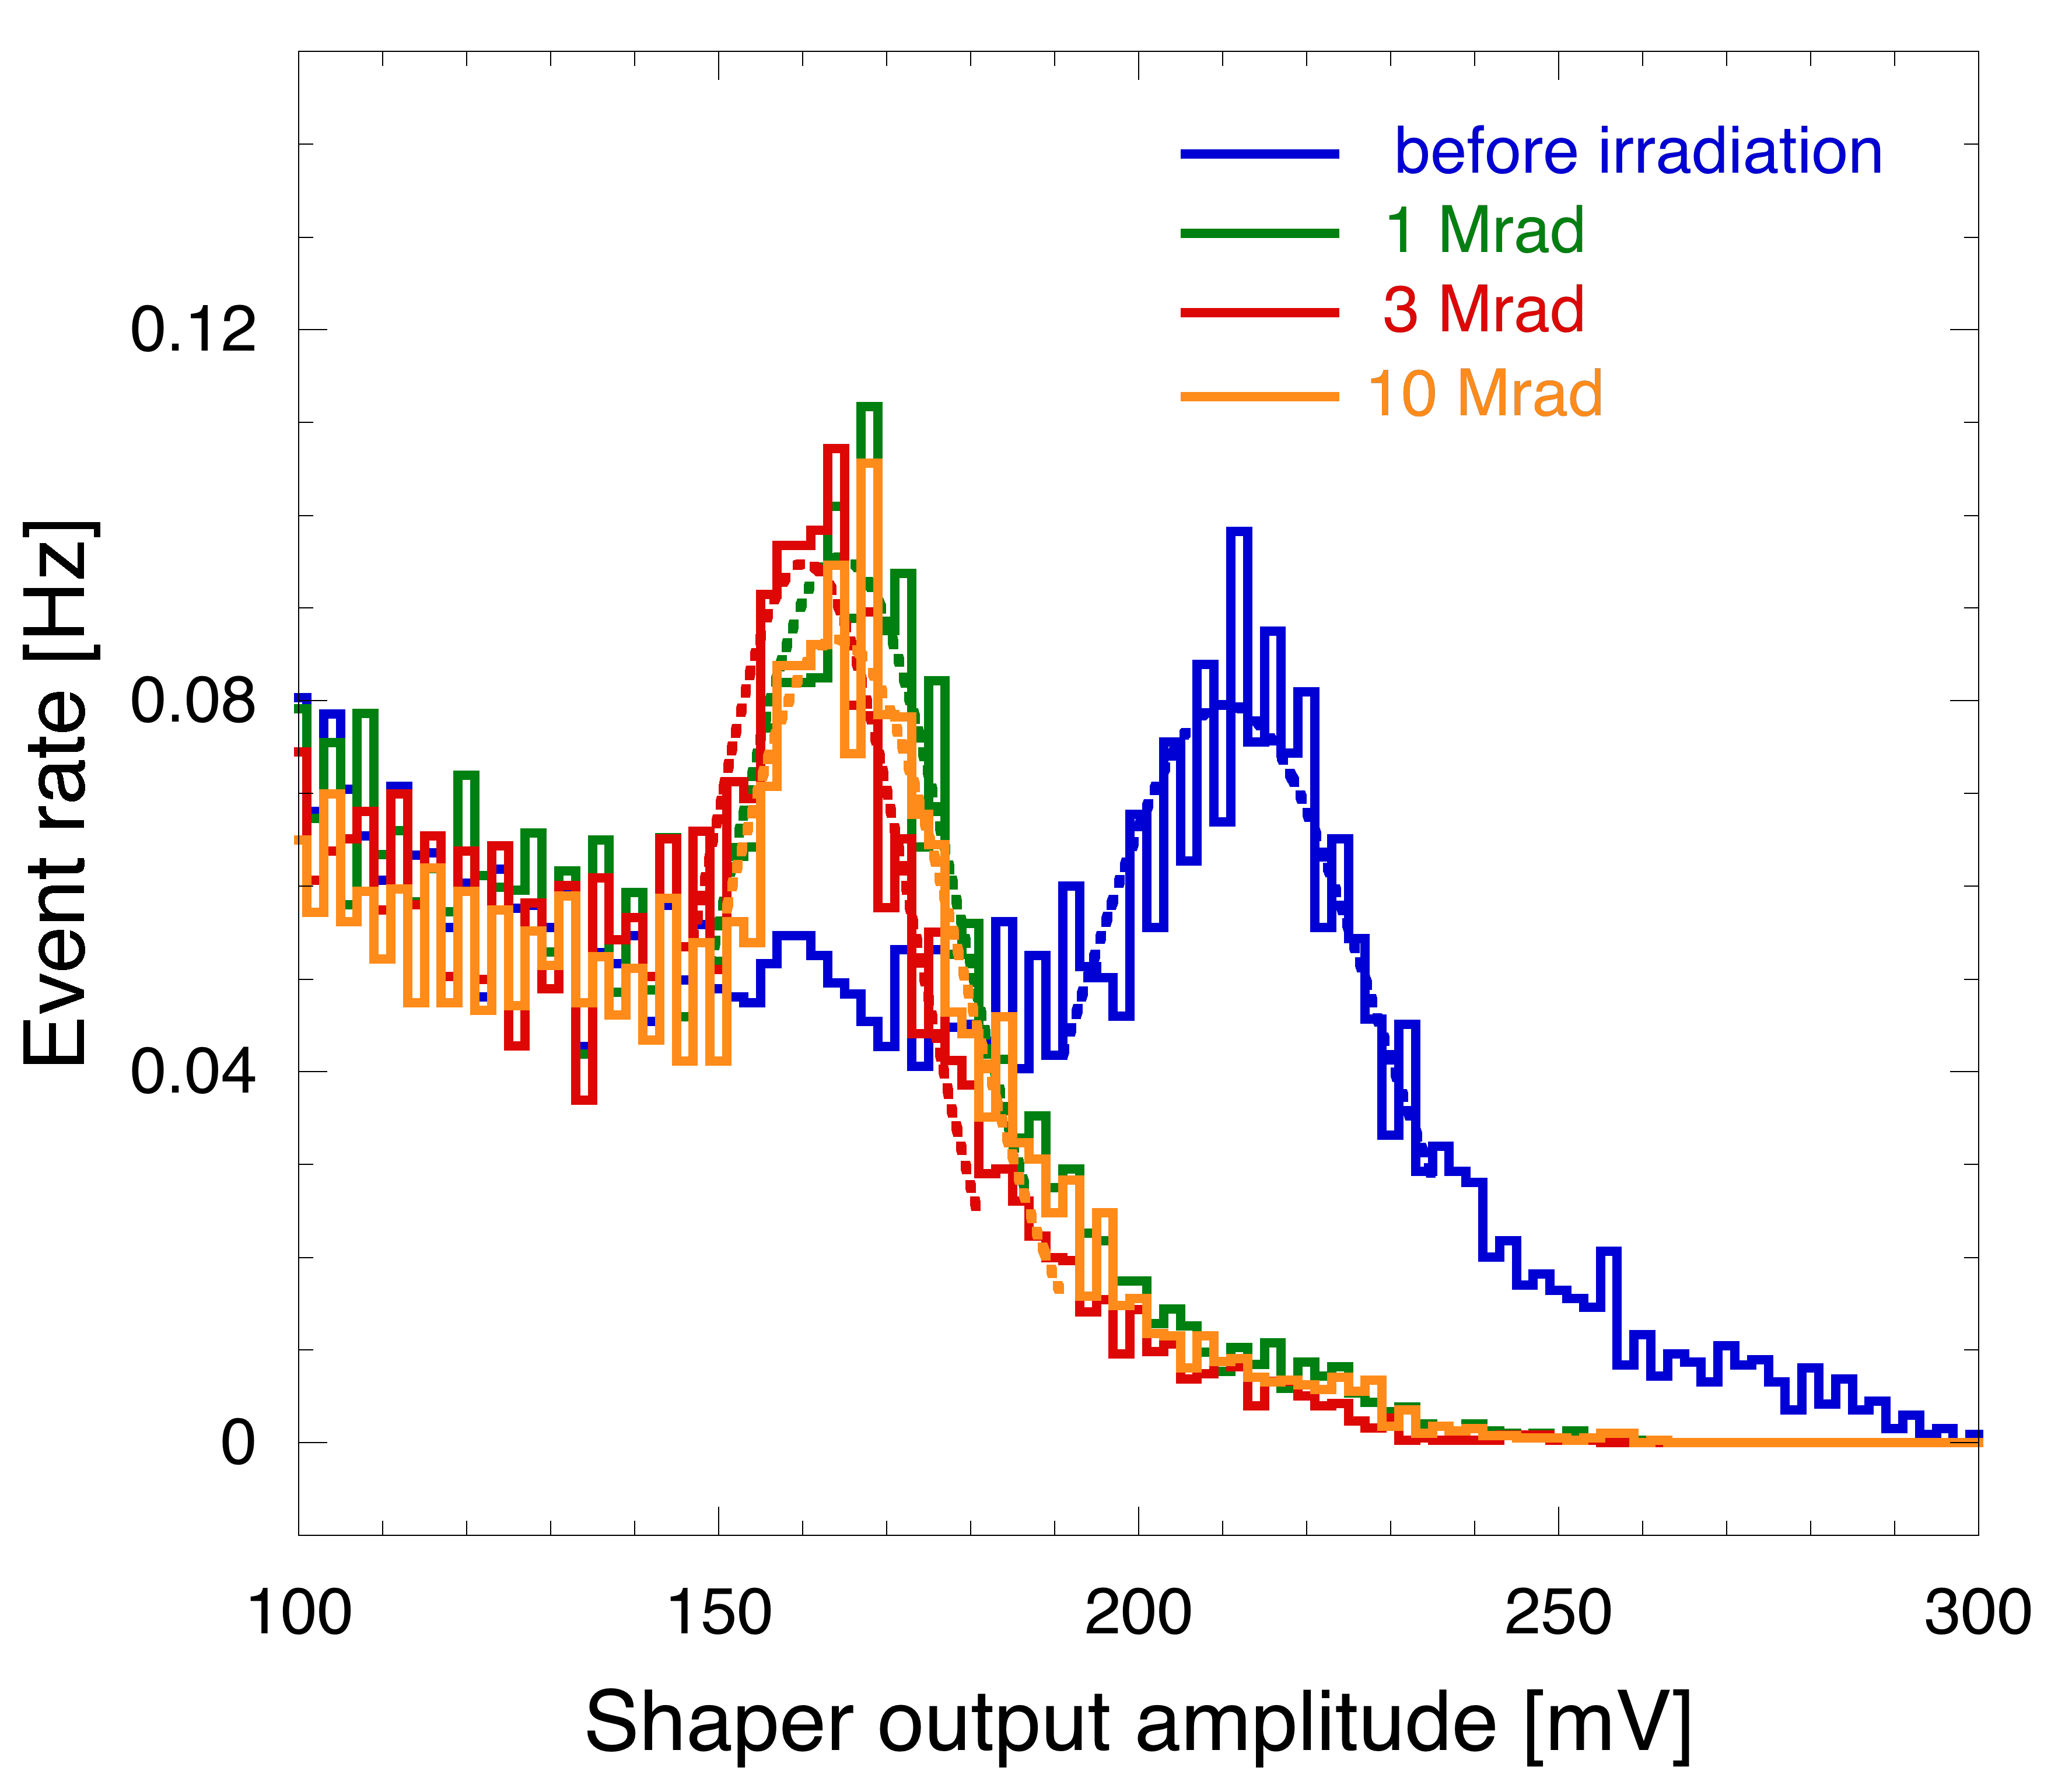 before irradiation
1 Mrad
3 Mrad
10 Mrad
Event rate [Hz]
0.12
0.08
0.04
0
100 150 200 250 300
Shaper output amplitude [mV]